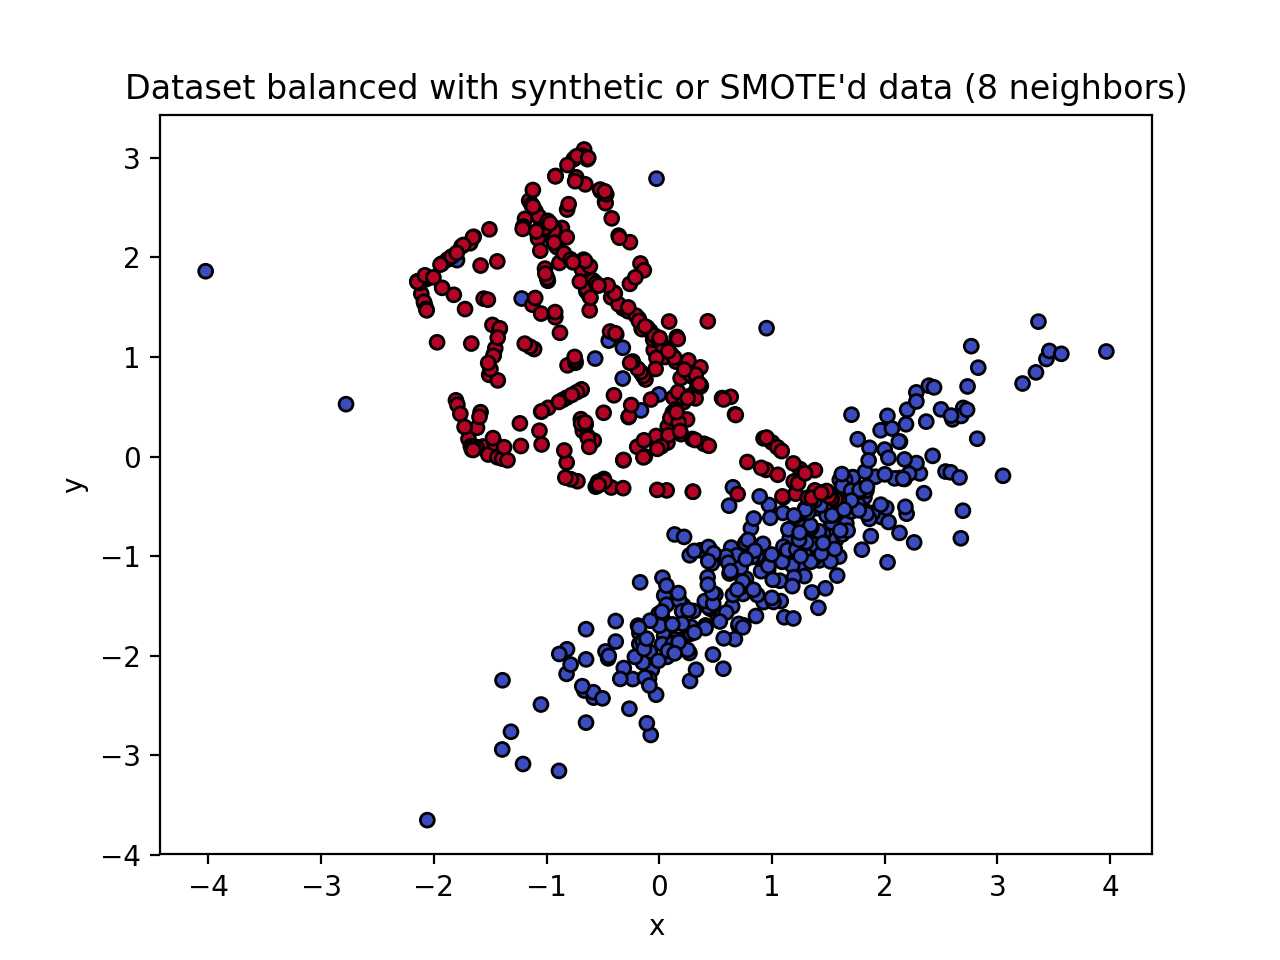 Dataset balanced with synthetic or SMOTE'd data (8 neighbors)
3
2
1
0
−1
−2
−3
−4
y
−4 −3 −2 −1 0 1 2 3 4
x